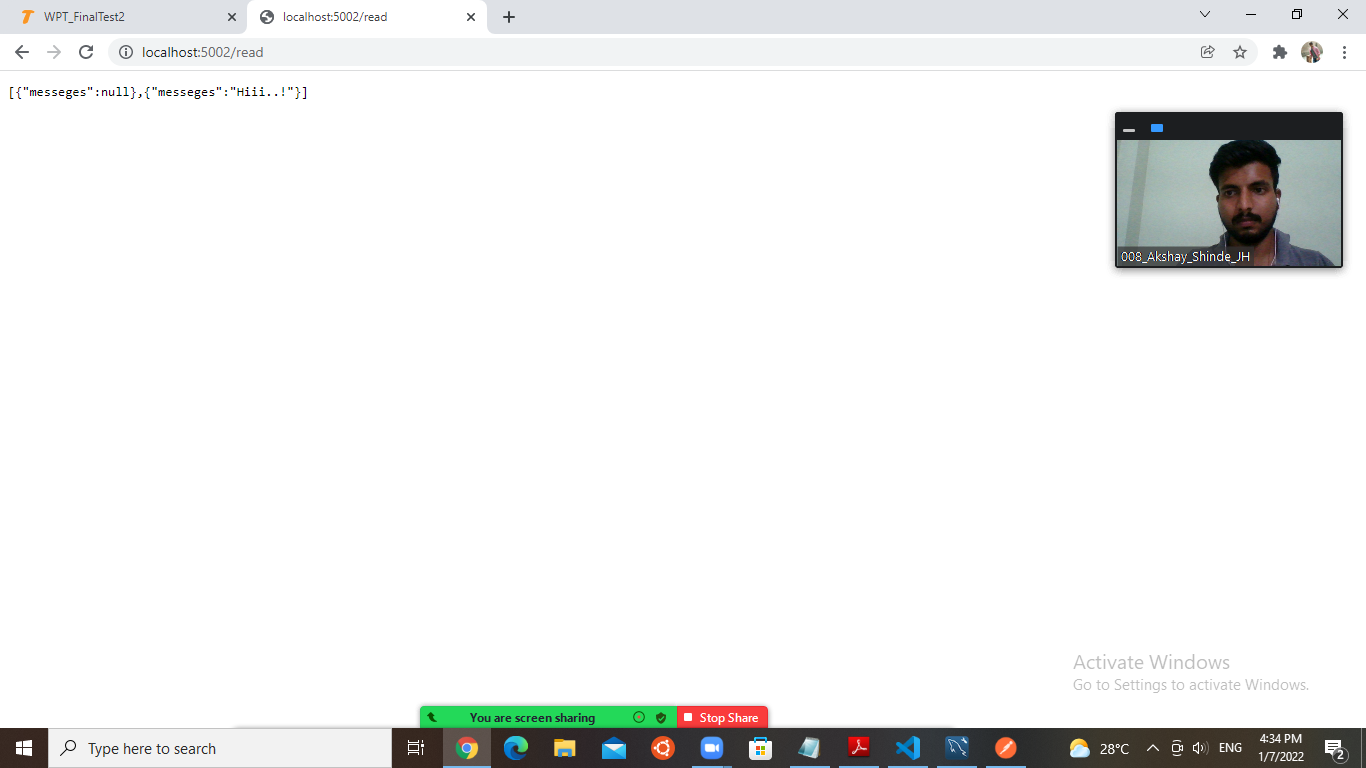 WPT_FinalTest2
localhost:5002/read
localhost:5002/read
[{"messeges":null},{"messeges":"Hiii..!"}]
008_Akshay_Shinde_JH
Activate Windows
Go to Settings to activate Windows.
You are screen sharing
Stop Share
Type here to search
28°C
ENG
4:34 PM
1/7/2022
2